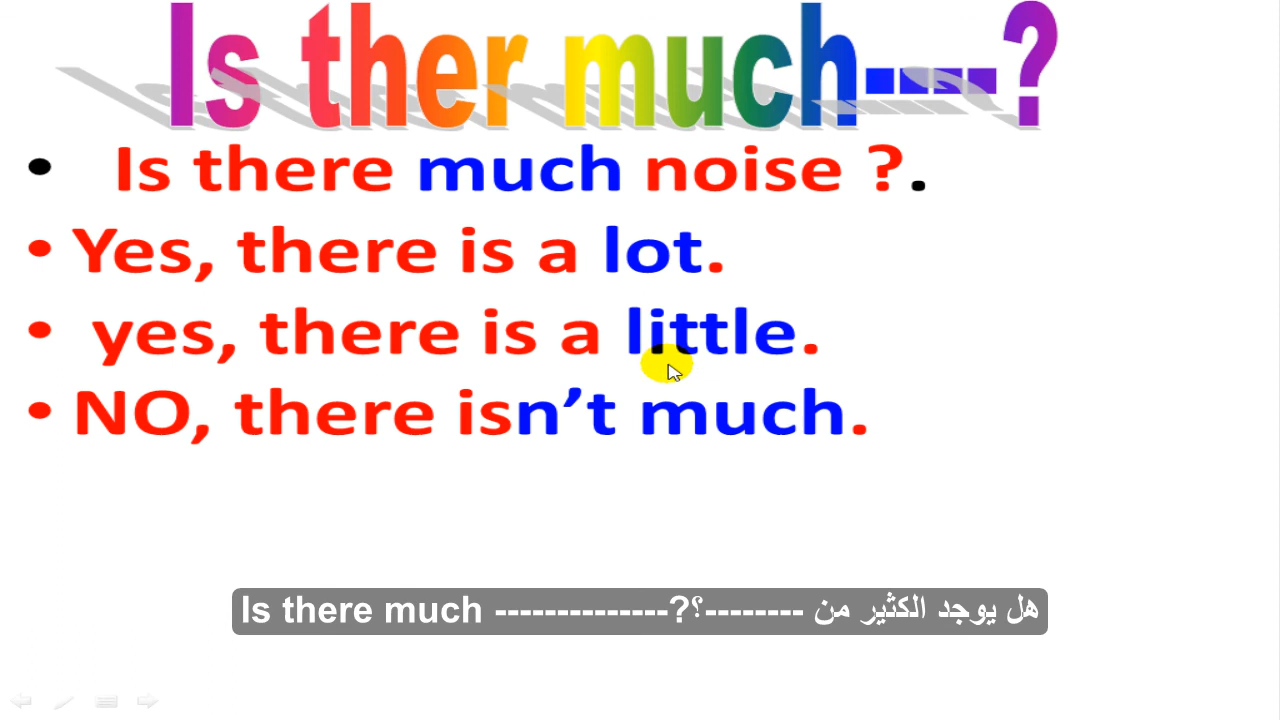 Is ther much----?
• Is there much noise ?.
• Yes, there is a lot.
• yes, there is a little.
• NO, there isn’t much.
Is there much --------------?؟-------- هل يوجد الكثير من